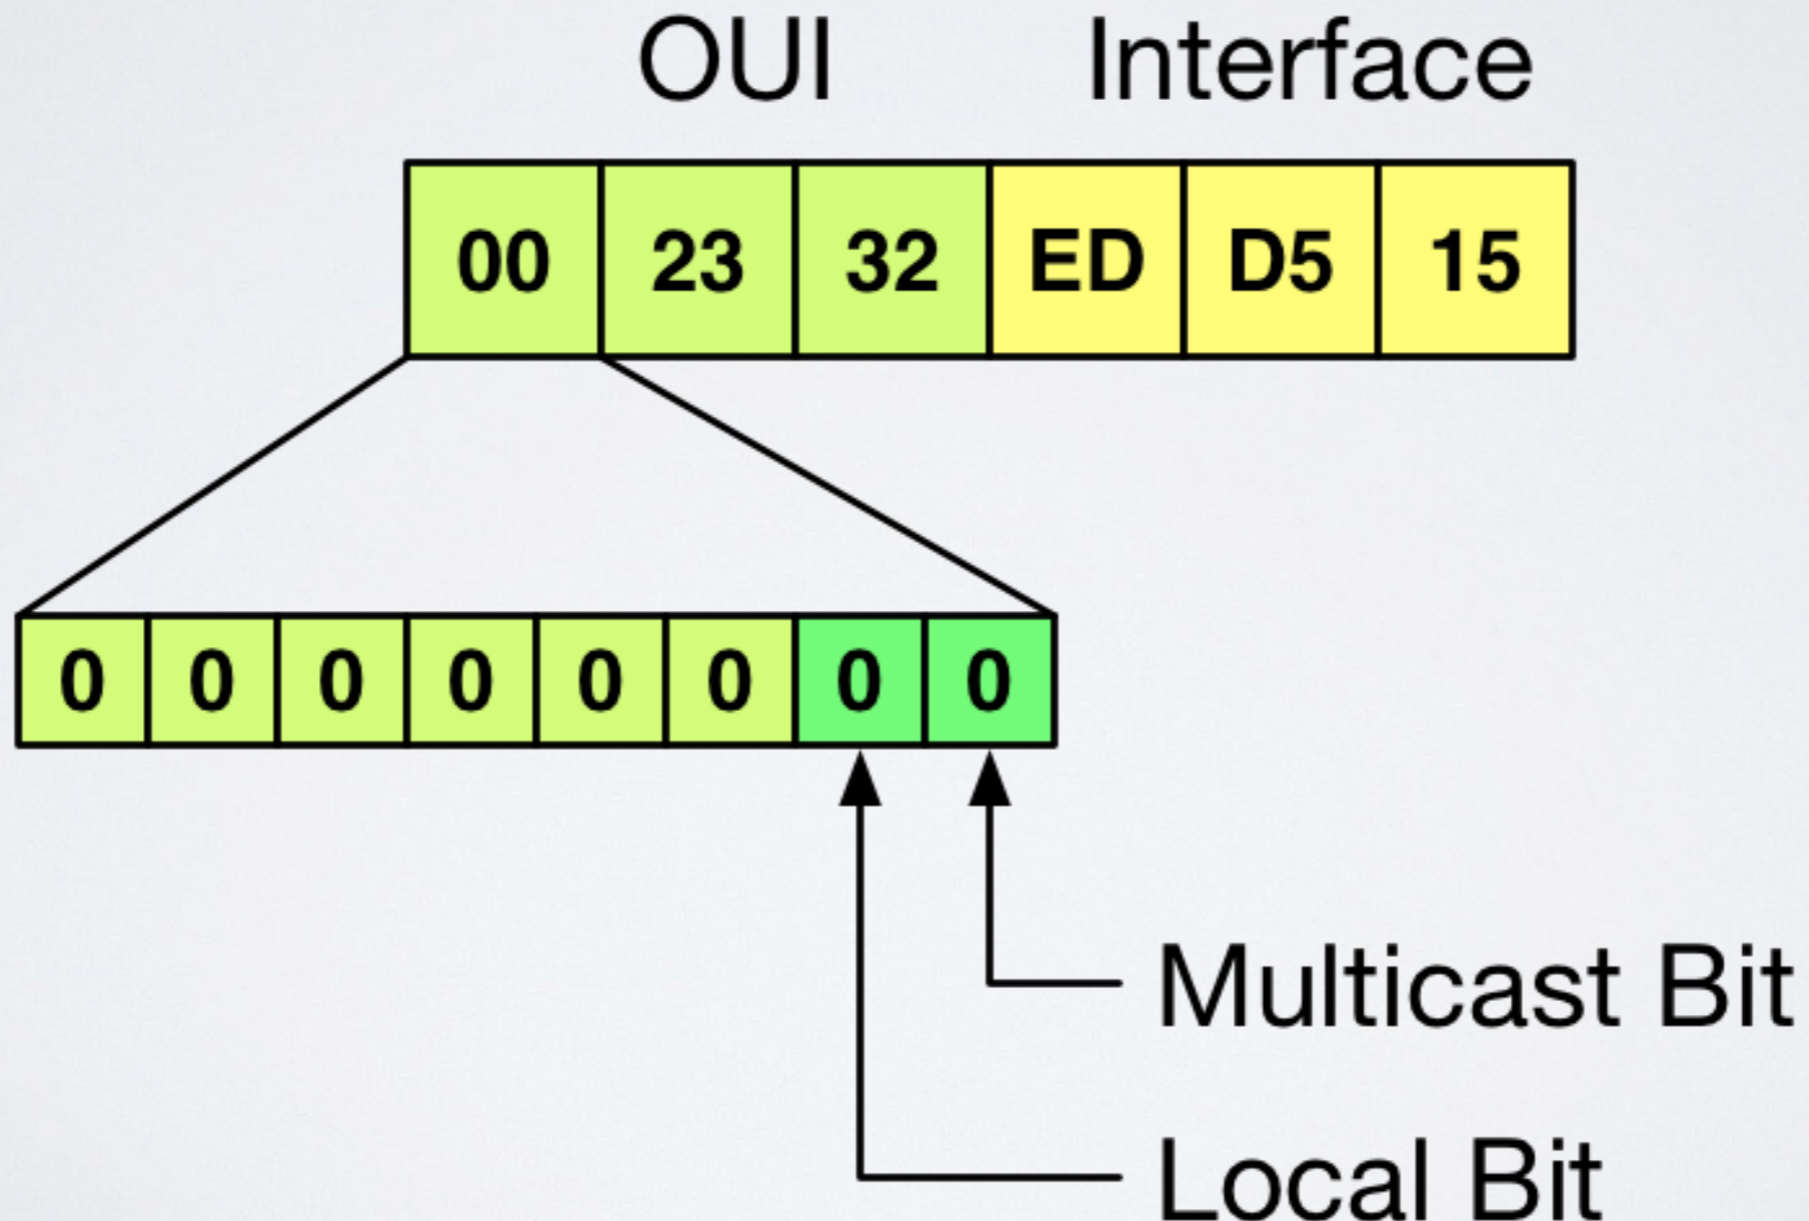 OUI Interface
00 23 32 ED D5 15
0 0 0 0 0 0 0 0
Multicast Bit
Local Bit